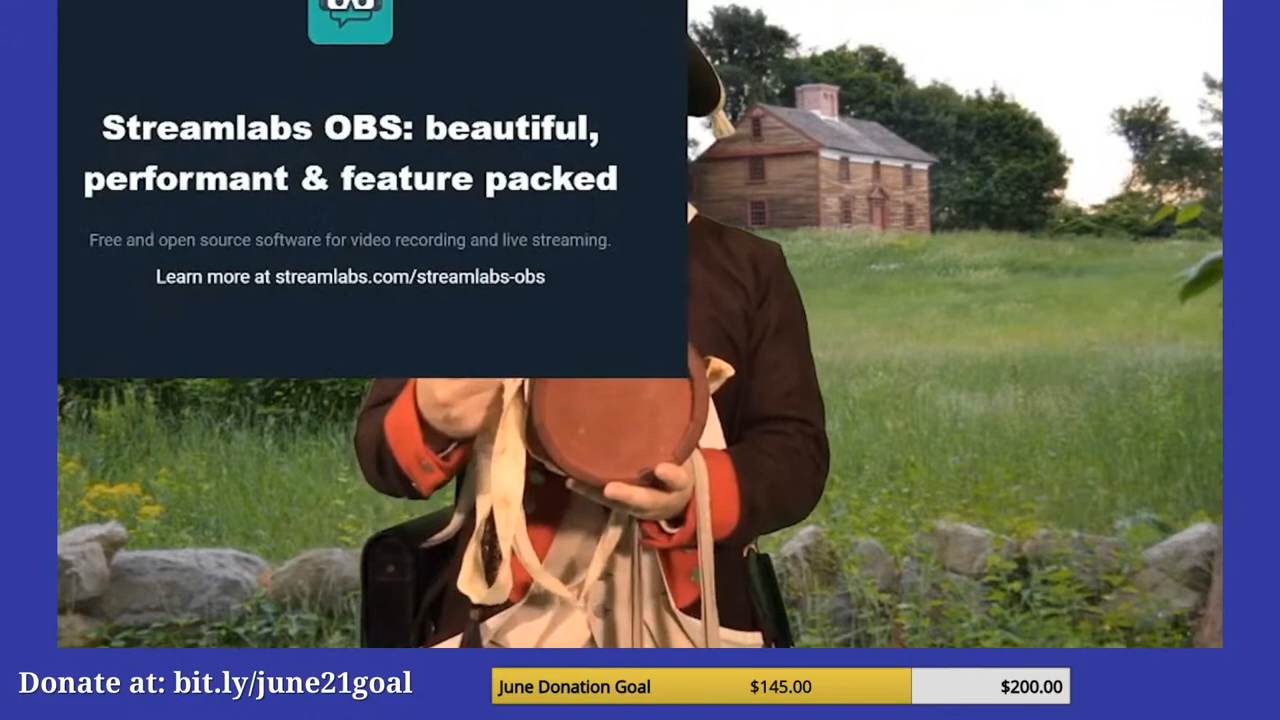 Streamlabs OBS: beautiful,
performant & feature packed
Free and open source software for video recording and live streaming.
Learn more at streamlabs.com/streamlabs-obs
Donate at: bit.ly/june21goal
June Donation Goal $145.00 $200.00